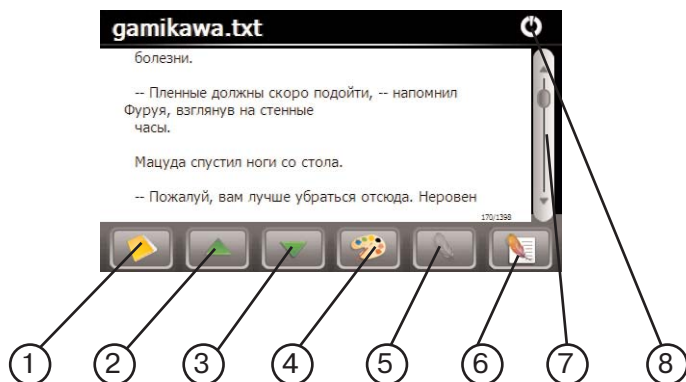 gamikawa.txt
болезни.
-- Пленные должны скоро подойти, -- напомнил
Фуруя, взглянув на стенные
часы.
Мацуда спустил ноги со стола.
-- Пожалуй, вам лучше убраться отсюда. Неровен
170/1398
1 2 3 4 5 6 7 8